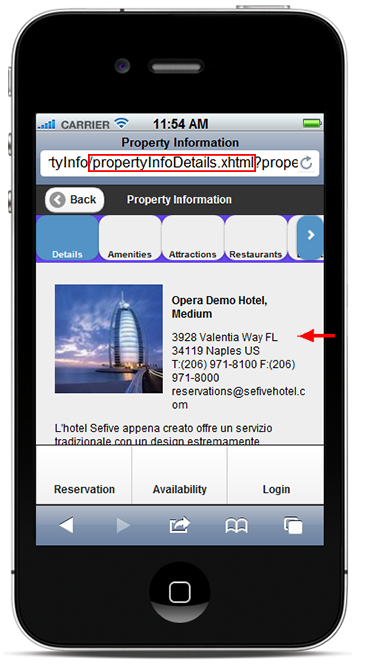 CARRIER 11:54 AM
Property Information
tyInfo/propertyInfoDetails.xhtml?prope
Back Property Information
Details Amenities Attractions Restaurants
Opera Demo Hotel,
Medium
3928 Valentia Way FL
34119 Naples US
T:(206) 971-8100 F:(206)
971-8000
reservations@sefivehotel.c
om
L'hotel Sefive appena creato offre un servizio
tradizionale con un design estremamente
Reservation Availability Login